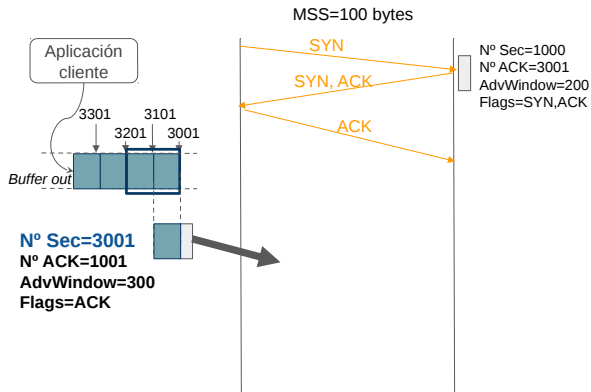 MSS=100 bytes
Aplicación
cliente
SYN
Nº Sec=1000
Nº ACK=3001
AdvWindow=200
Flags=SYN,ACK
SYN, ACK
3301
3101
3201
3001
ACK
Buffer out
Nº Sec=3001
Nº ACK=1001
AdvWindow=300
Flags=ACK